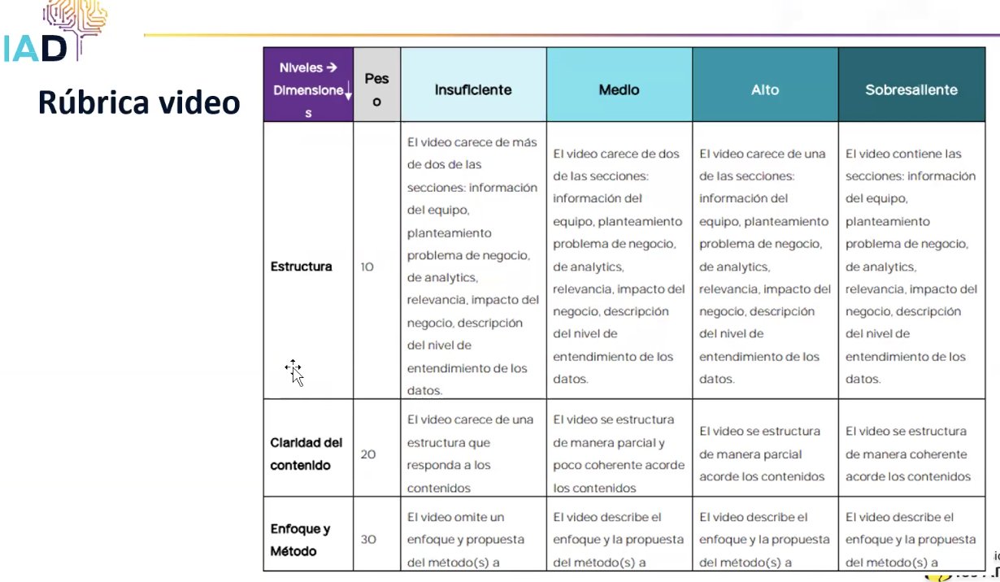 IAD
Rúbrica video
Niveles →
Dimensione↓
s
Pes
o
Insuficiente
Medio
Alto
Sobresaliente
Estructura
10
El video carece de más
de dos de las
secciones: información
del equipo,
planteamiento
problema de negocio,
de analytics,
relevancia, impacto del
negocio, descripción
del nivel de
entendimiento de los
datos.
El video carece de dos
de las secciones:
información del
equipo, planteamiento
problema de negocio,
de analytics,
relevancia, impacto del
negocio, descripción
del nivel de
entendimiento de los
datos.
El video carece de una
de las secciones:
información del
equipo, planteamiento
problema de negocio,
de analytics,
relevancia, impacto del
negocio, descripción
del nivel de
entendimiento de los
datos.
El video contiene las
secciones: información
del equipo,
planteamiento
problema de negocio,
de analytics,
relevancia, impacto del
negocio, descripción
del nivel de
entendimiento de los
datos.
Claridad del
contenido
20
El video carece de una
estructura que
responda a los
contenidos
El video se estructura
de manera parcial y
poco coherente acorde
los contenidos
El video se estructura
de manera parcial
acorde los contenidos
El video se estructura
de manera coherente
acorde los contenidos
Enfoque y
Método
30
El video omite un
enfoque y propuesta
del método(s) a
El video describe el
enfoque y la propuesta
del método(s) a
El video describe el
enfoque y la propuesta
del método(s) a
El video describe el
enfoque y la propuesta
del método(s) a